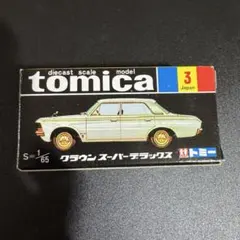 diecast scale model
tomica
3
Japan
S=1/65
クラウン スーパーデラックス
トミー